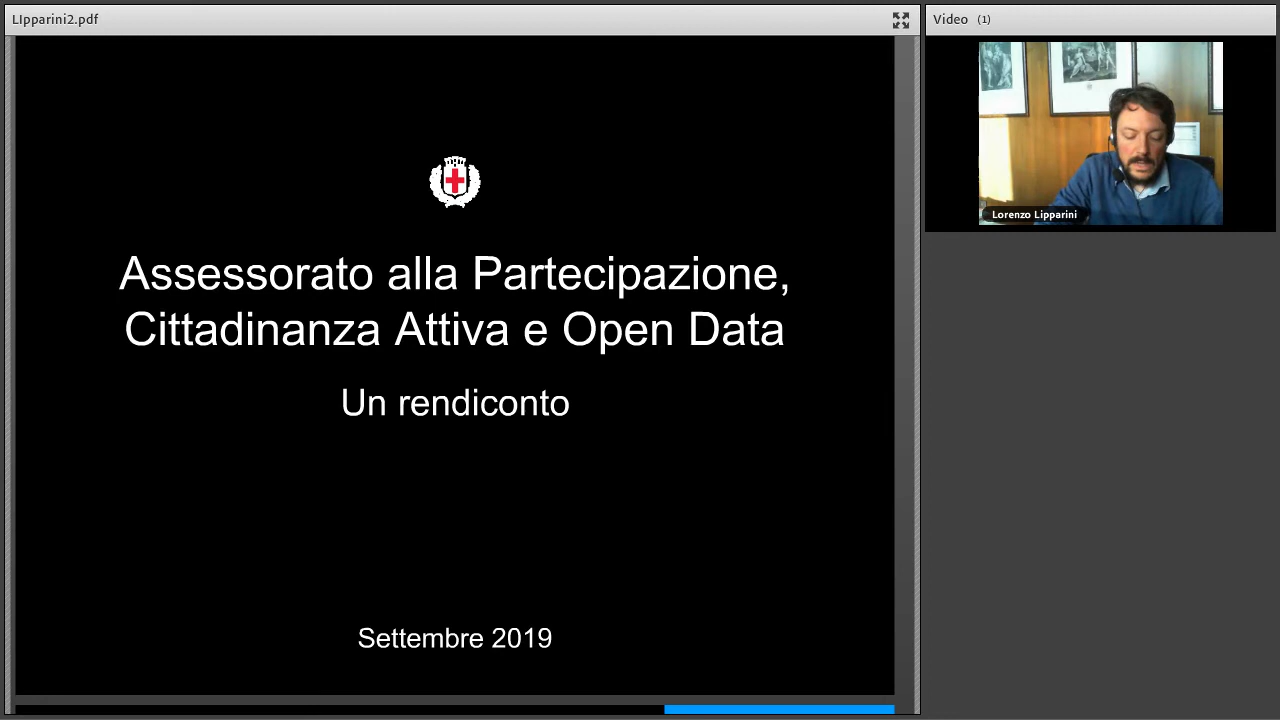 LIpparini2.pdf
Video (1)
Lorenzo Lipparini
Assessorato alla Partecipazione,
Cittadinanza Attiva e Open Data
Un rendiconto
Settembre 2019